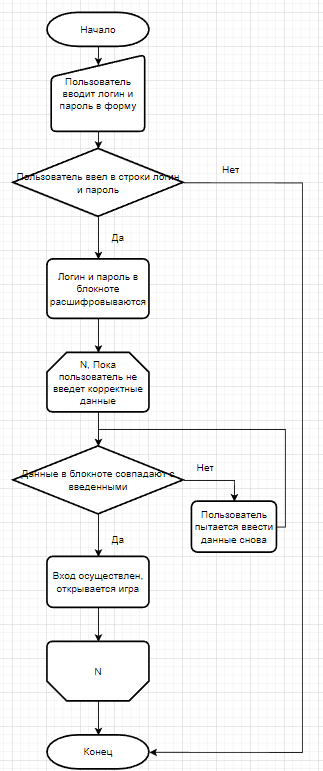 Начало
Пользователь
вводит логин и
пароль в форму
Пользователь ввел в строки логин
и пароль
Нет
Да
Логин и пароль в
блокноте
расшифровываются
N, Пока
пользователь не
введет корректные
данные
Данные в блокноте совпадают с
введенными
Нет
Пользователь
пытается ввести
данные снова
Да
Вход осуществлен,
открывается игра
N
Конец